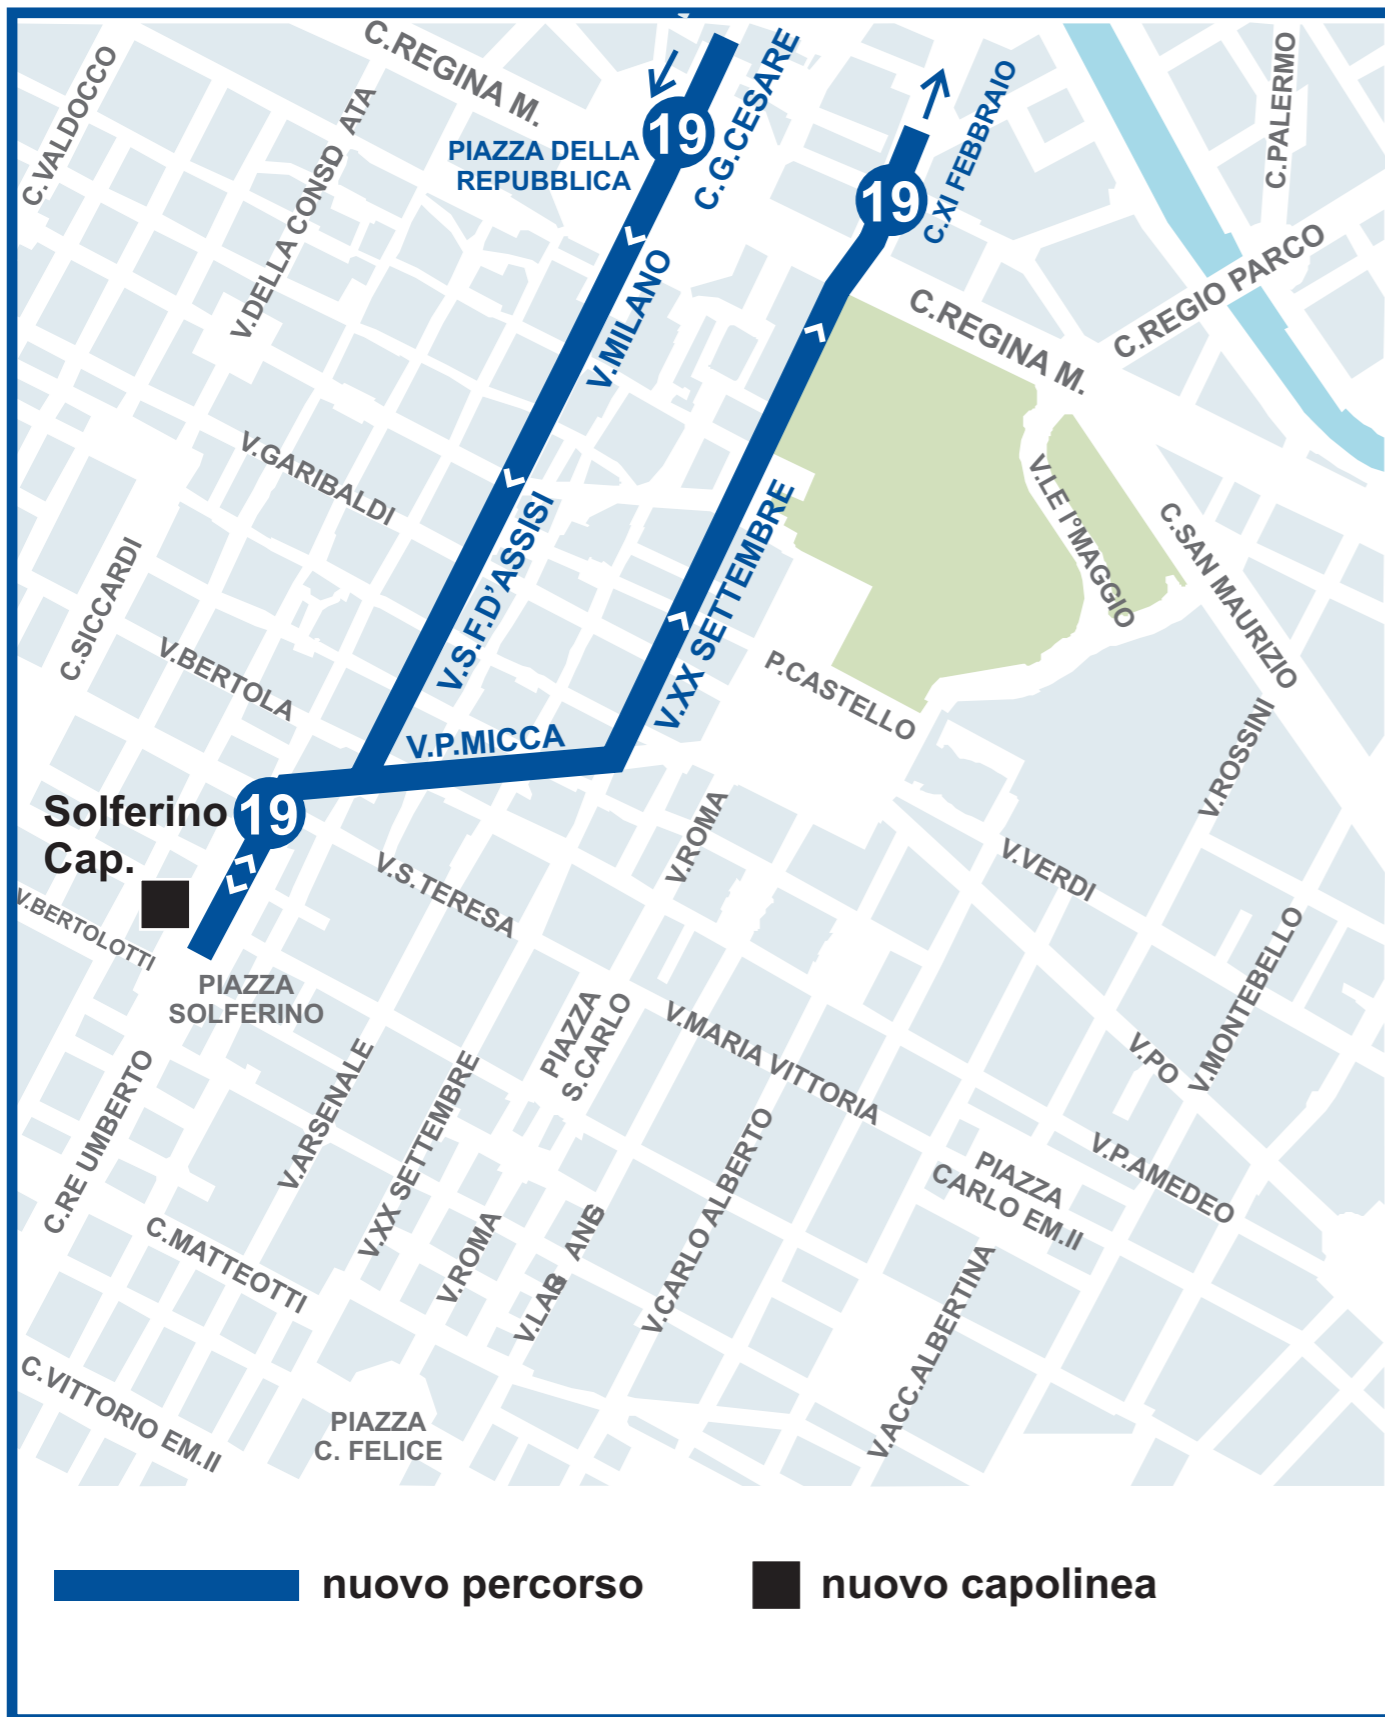 C.REGINA M.
C.VALDOCCO
V.DELLA CONSD ATA
PIAZZA DELLA
REPUBBLICA
19
C.G.CESARE
19
C.XI FEBBRAIO
C.PALERMO
C.REGIO PARCO
C.REGINA M.
V.MILANO
V.GARIBALDI
V.S.F.D'ASSISI
V.XX SETTEMBRE
V.LE I°MAGGIO
C.SAN MAURIZIO
C.SICCARDI
V.BERTOLA
P.CASTELLO
V.ROSSINI
V.P.MICCA
Solferino
Cap.
19
V.ROMA
V.VERDI
V.S.TERESA
V.BERTOLOTTI
PIAZZA
SOLFERINO
PIAZZA
S.CARLO
V.MARIA VITTORIA
V.PO
V.MONTEBELLO
C.RE UMBERTO
V.ARSENALE
V.XX SETTEMBRE
V.P.AMEDEO
PIAZZA
CARLO EM.II
C.MATTEOTTI
V.ROMA
V.CARLO ALBERTO
V.ACC.ALBERTINA
C.VITTORIO EM.II
PIAZZA
C. FELICE
nuovo percorso
nuovo capolinea